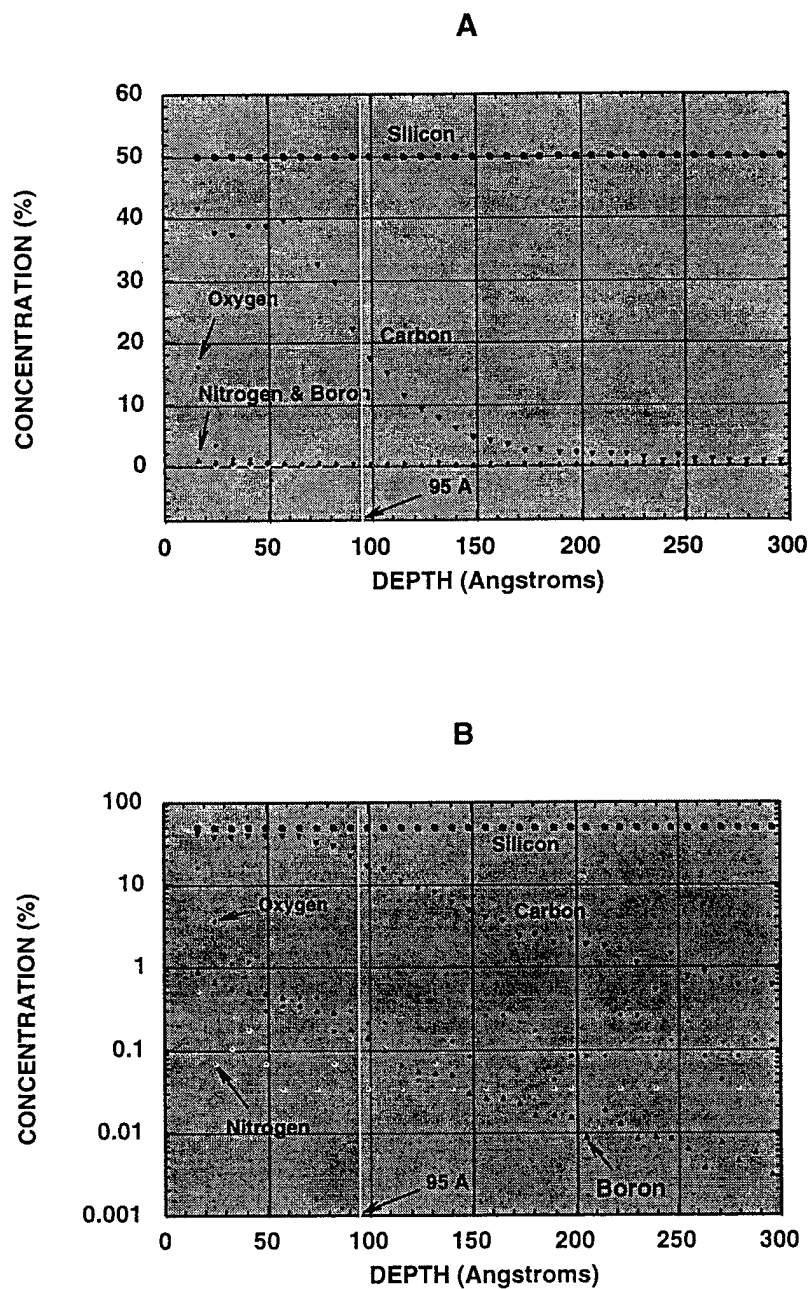 A
CONCENTRATION (%)
60
50
40
30
20
10
0
Silicon
Oxygen
Carbon
Nitrogen & Boron
95 A
0 50 100 150 200 250 300
DEPTH (Angstroms)
B
CONCENTRATION (%)
100
10
1
0.1
0.01
0.001
Silicon
Oxygen
Carbon
Nitrogen
95 A
Boron
0 50 100 150 200 250 300
DEPTH (Angstroms)